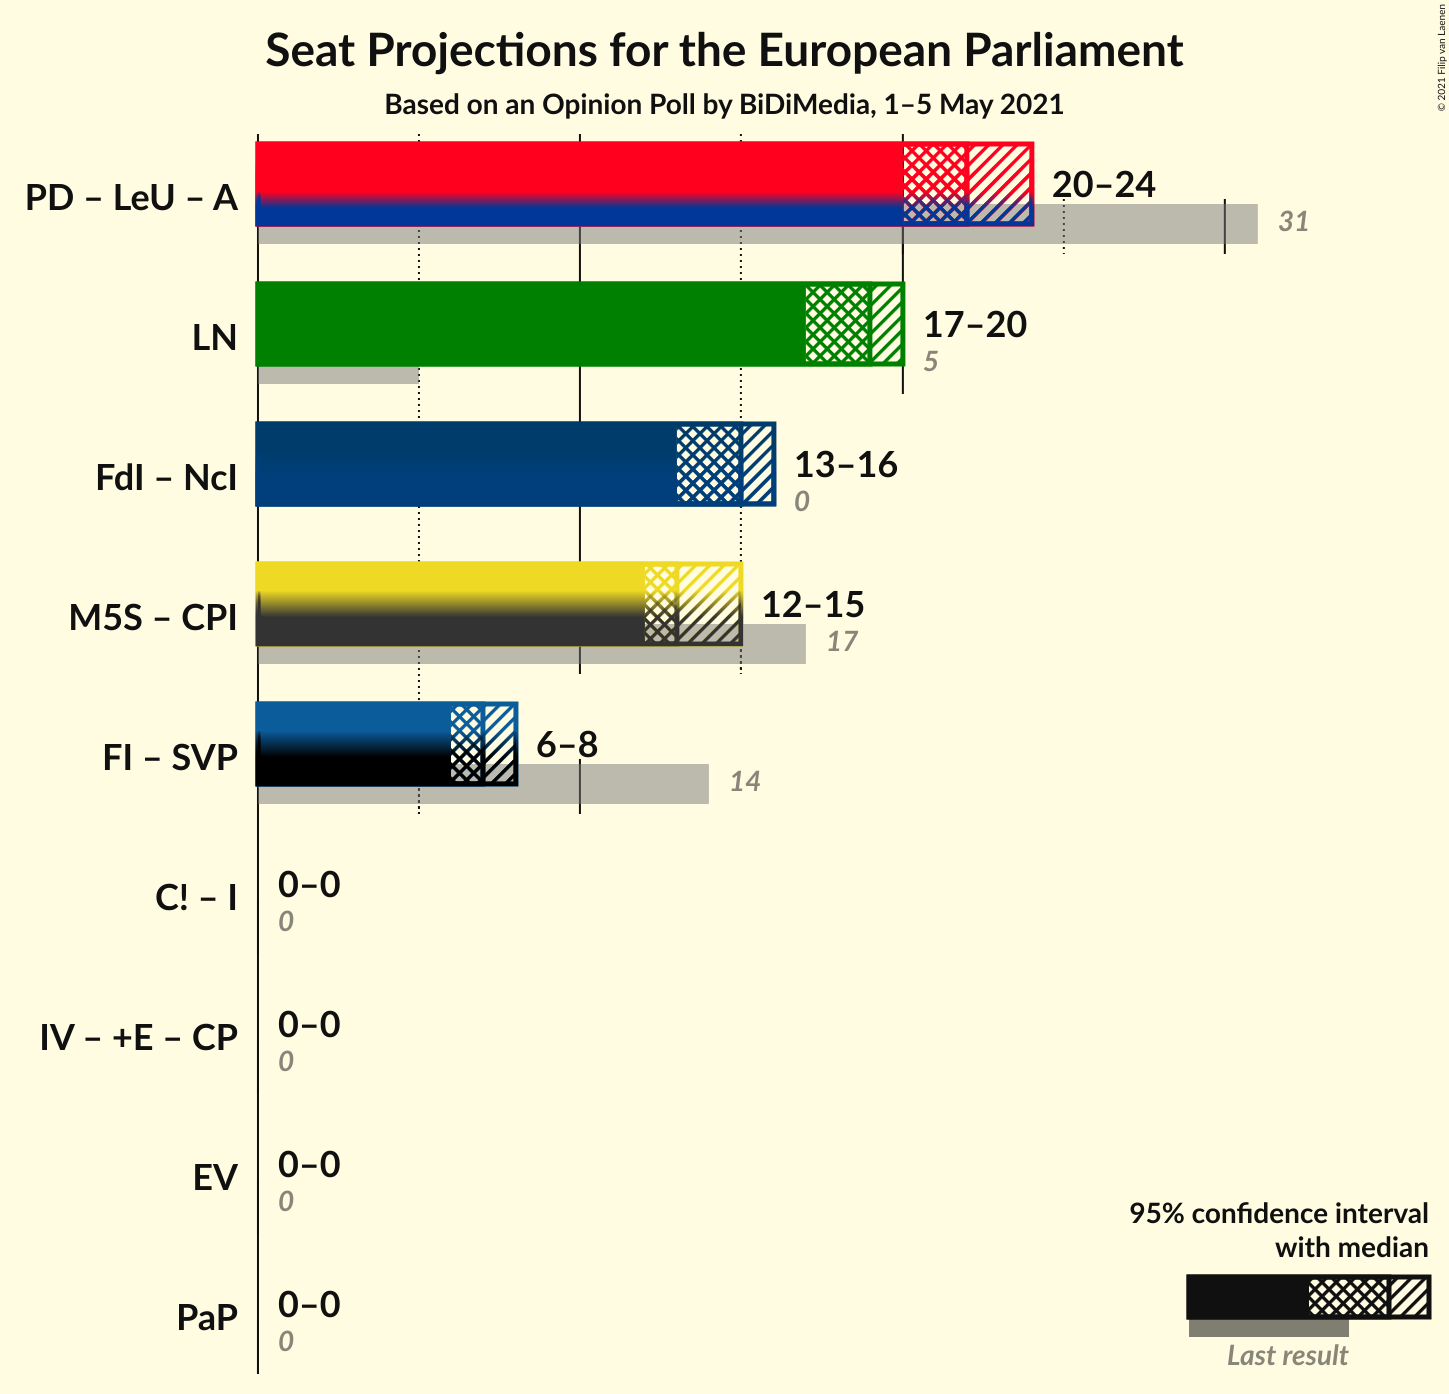 Seat Projections for the European Parliament
Based on an Opinion Poll by BiDiMedia, 1–5 May 2021
© 2021 Filip van Laenen
PD – LeU – A
20–24
31
LN
17–20
5
FdI – NcI
13–16
0
M5S – CPI
12–15
17
FI – SVP
6–8
14
C! – I
0–0
0
IV – +E – CP
0–0
0
EV
0–0
0
PaP
0–0
0
95% confidence interval
with median
Last result